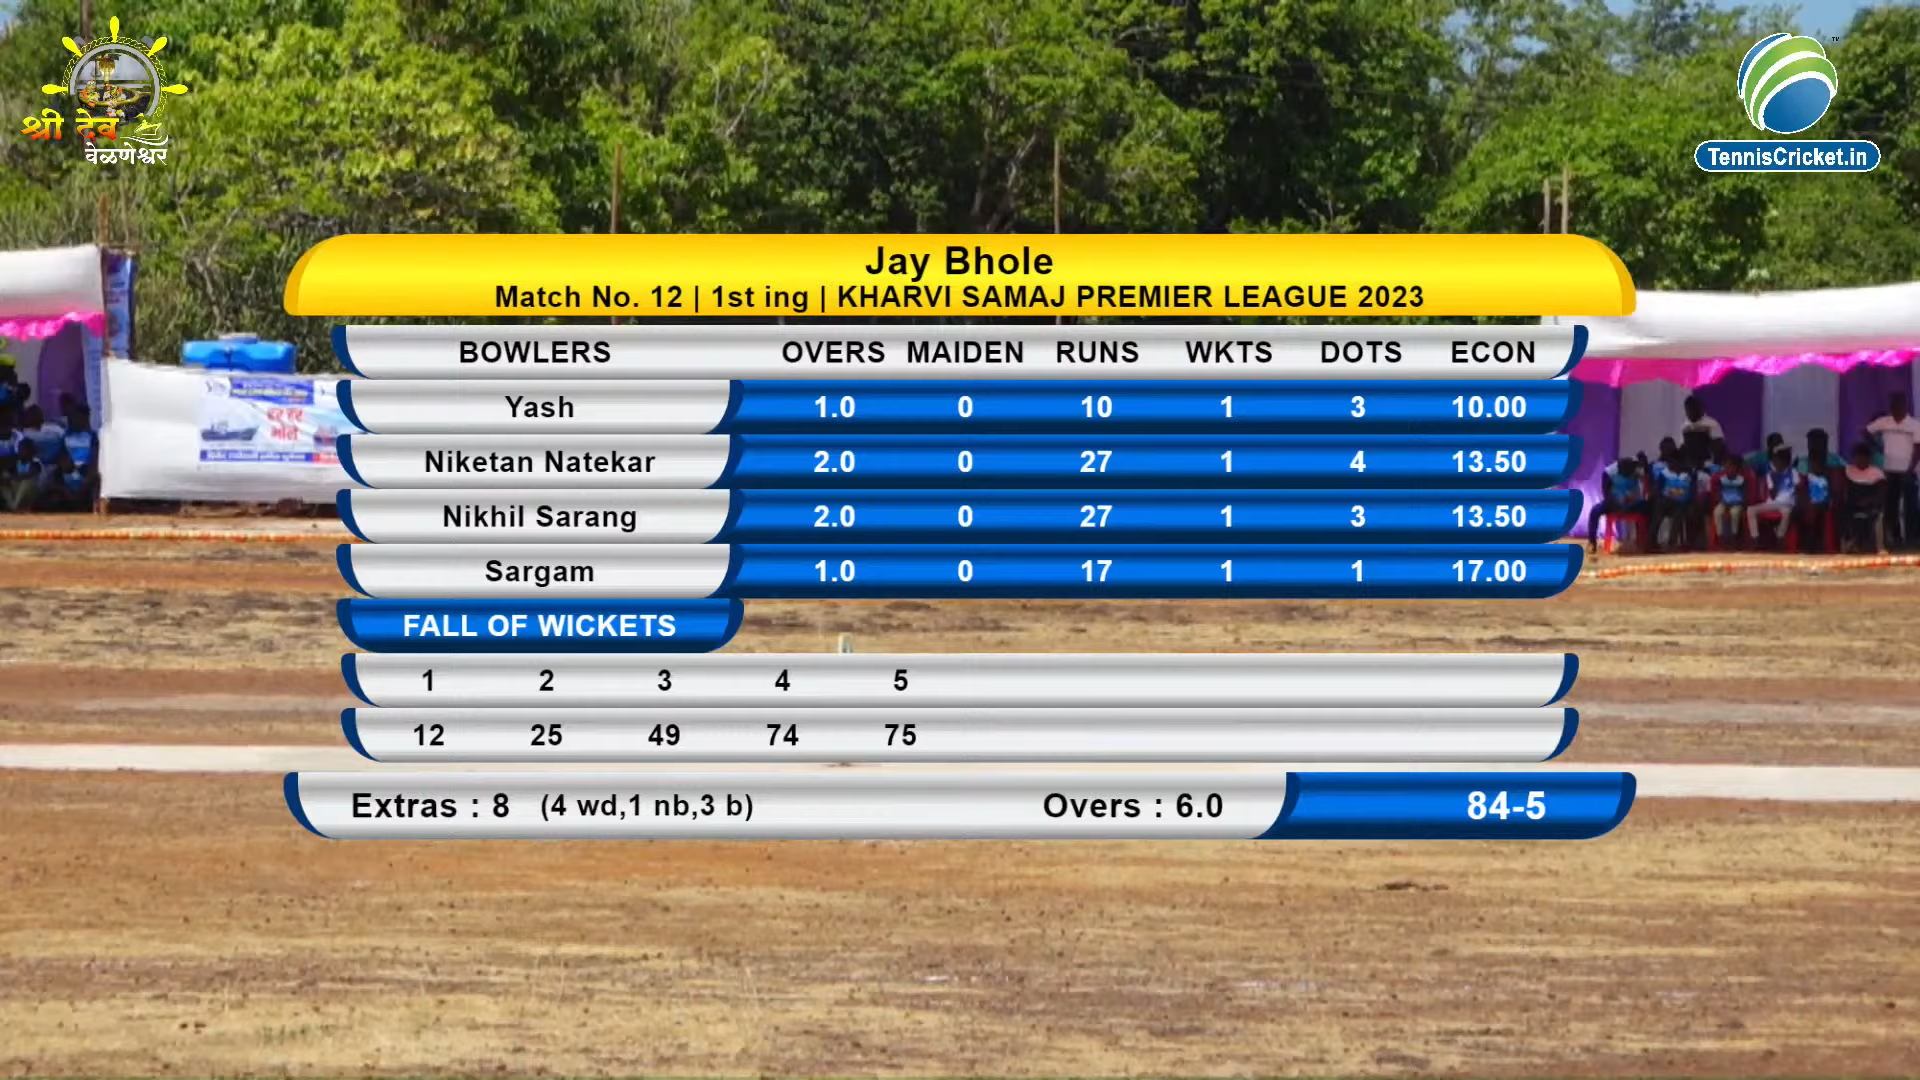 श्री देव
वेळणेश्वर
TennisCricket.in
Jay Bhole
Match No. 12 | 1st ing | KHARVI SAMAJ PREMIER LEAGUE 2023
BOWLERS OVERS MAIDEN RUNS WKTS DOTS ECON
Yash 1.0 0 10 1 3 10.00
Niketan Natekar 2.0 0 27 1 4 13.50
Nikhil Sarang 2.0 0 27 1 3 13.50
Sargam 1.0 0 17 1 1 17.00
FALL OF WICKETS
1 2 3 4 5
12 25 49 74 75
Extras : 8 (4 wd,1 nb,3 b) Overs : 6.0 84-5